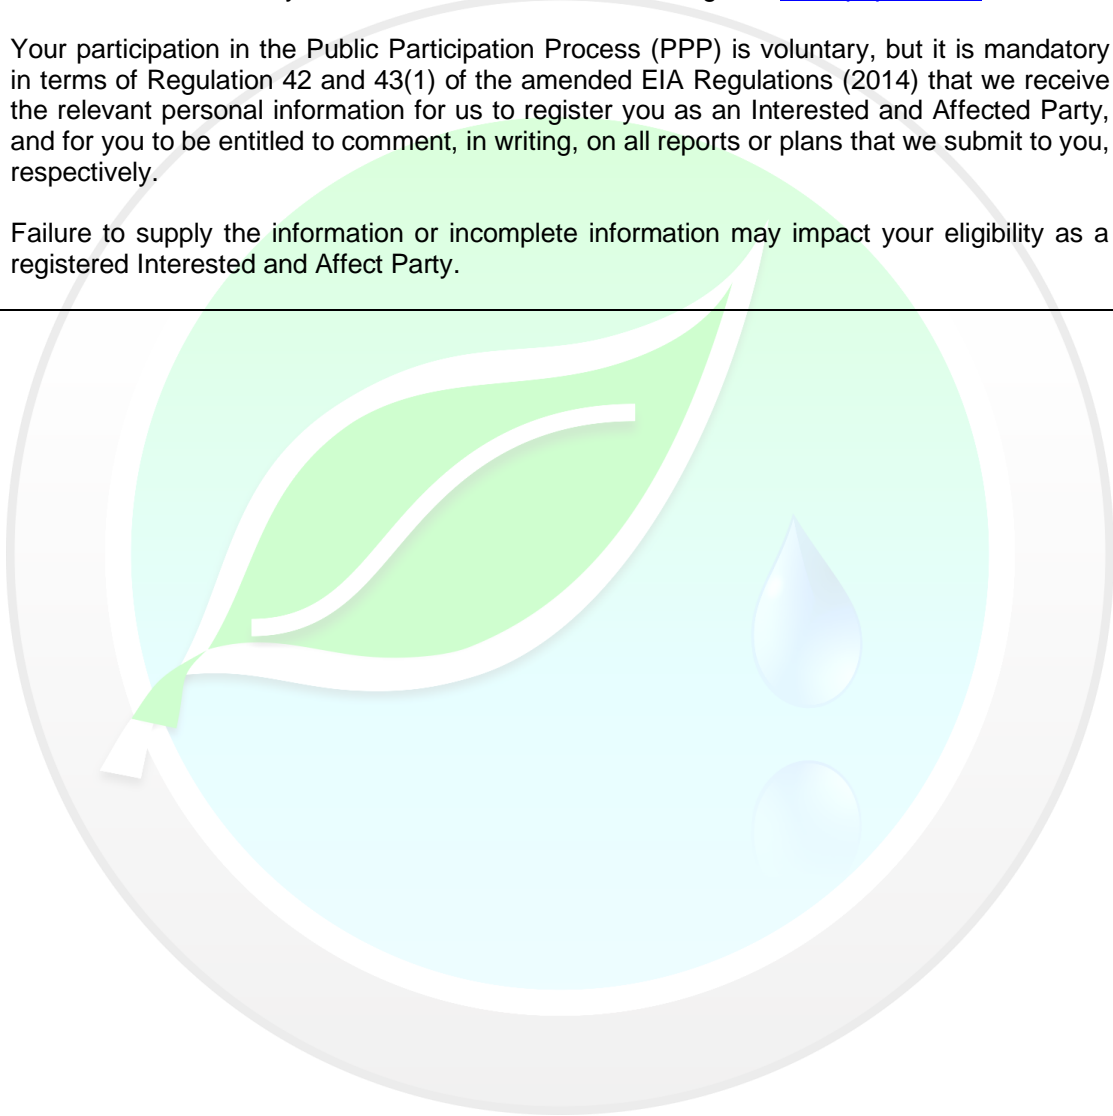 Your participation in the Public Participation Process (PPP) is voluntary, but it is mandatory
in terms of Regulation 42 and 43(1) of the amended EIA Regulations (2014) that we receive
the relevant personal information for us to register you as an Interested and Affected Party,
and for you to be entitled to comment, in writing, on all reports or plans that we submit to you,
respectively.
Failure to supply the information or incomplete information may impact your eligibility as a
registered Interested and Affect Party.